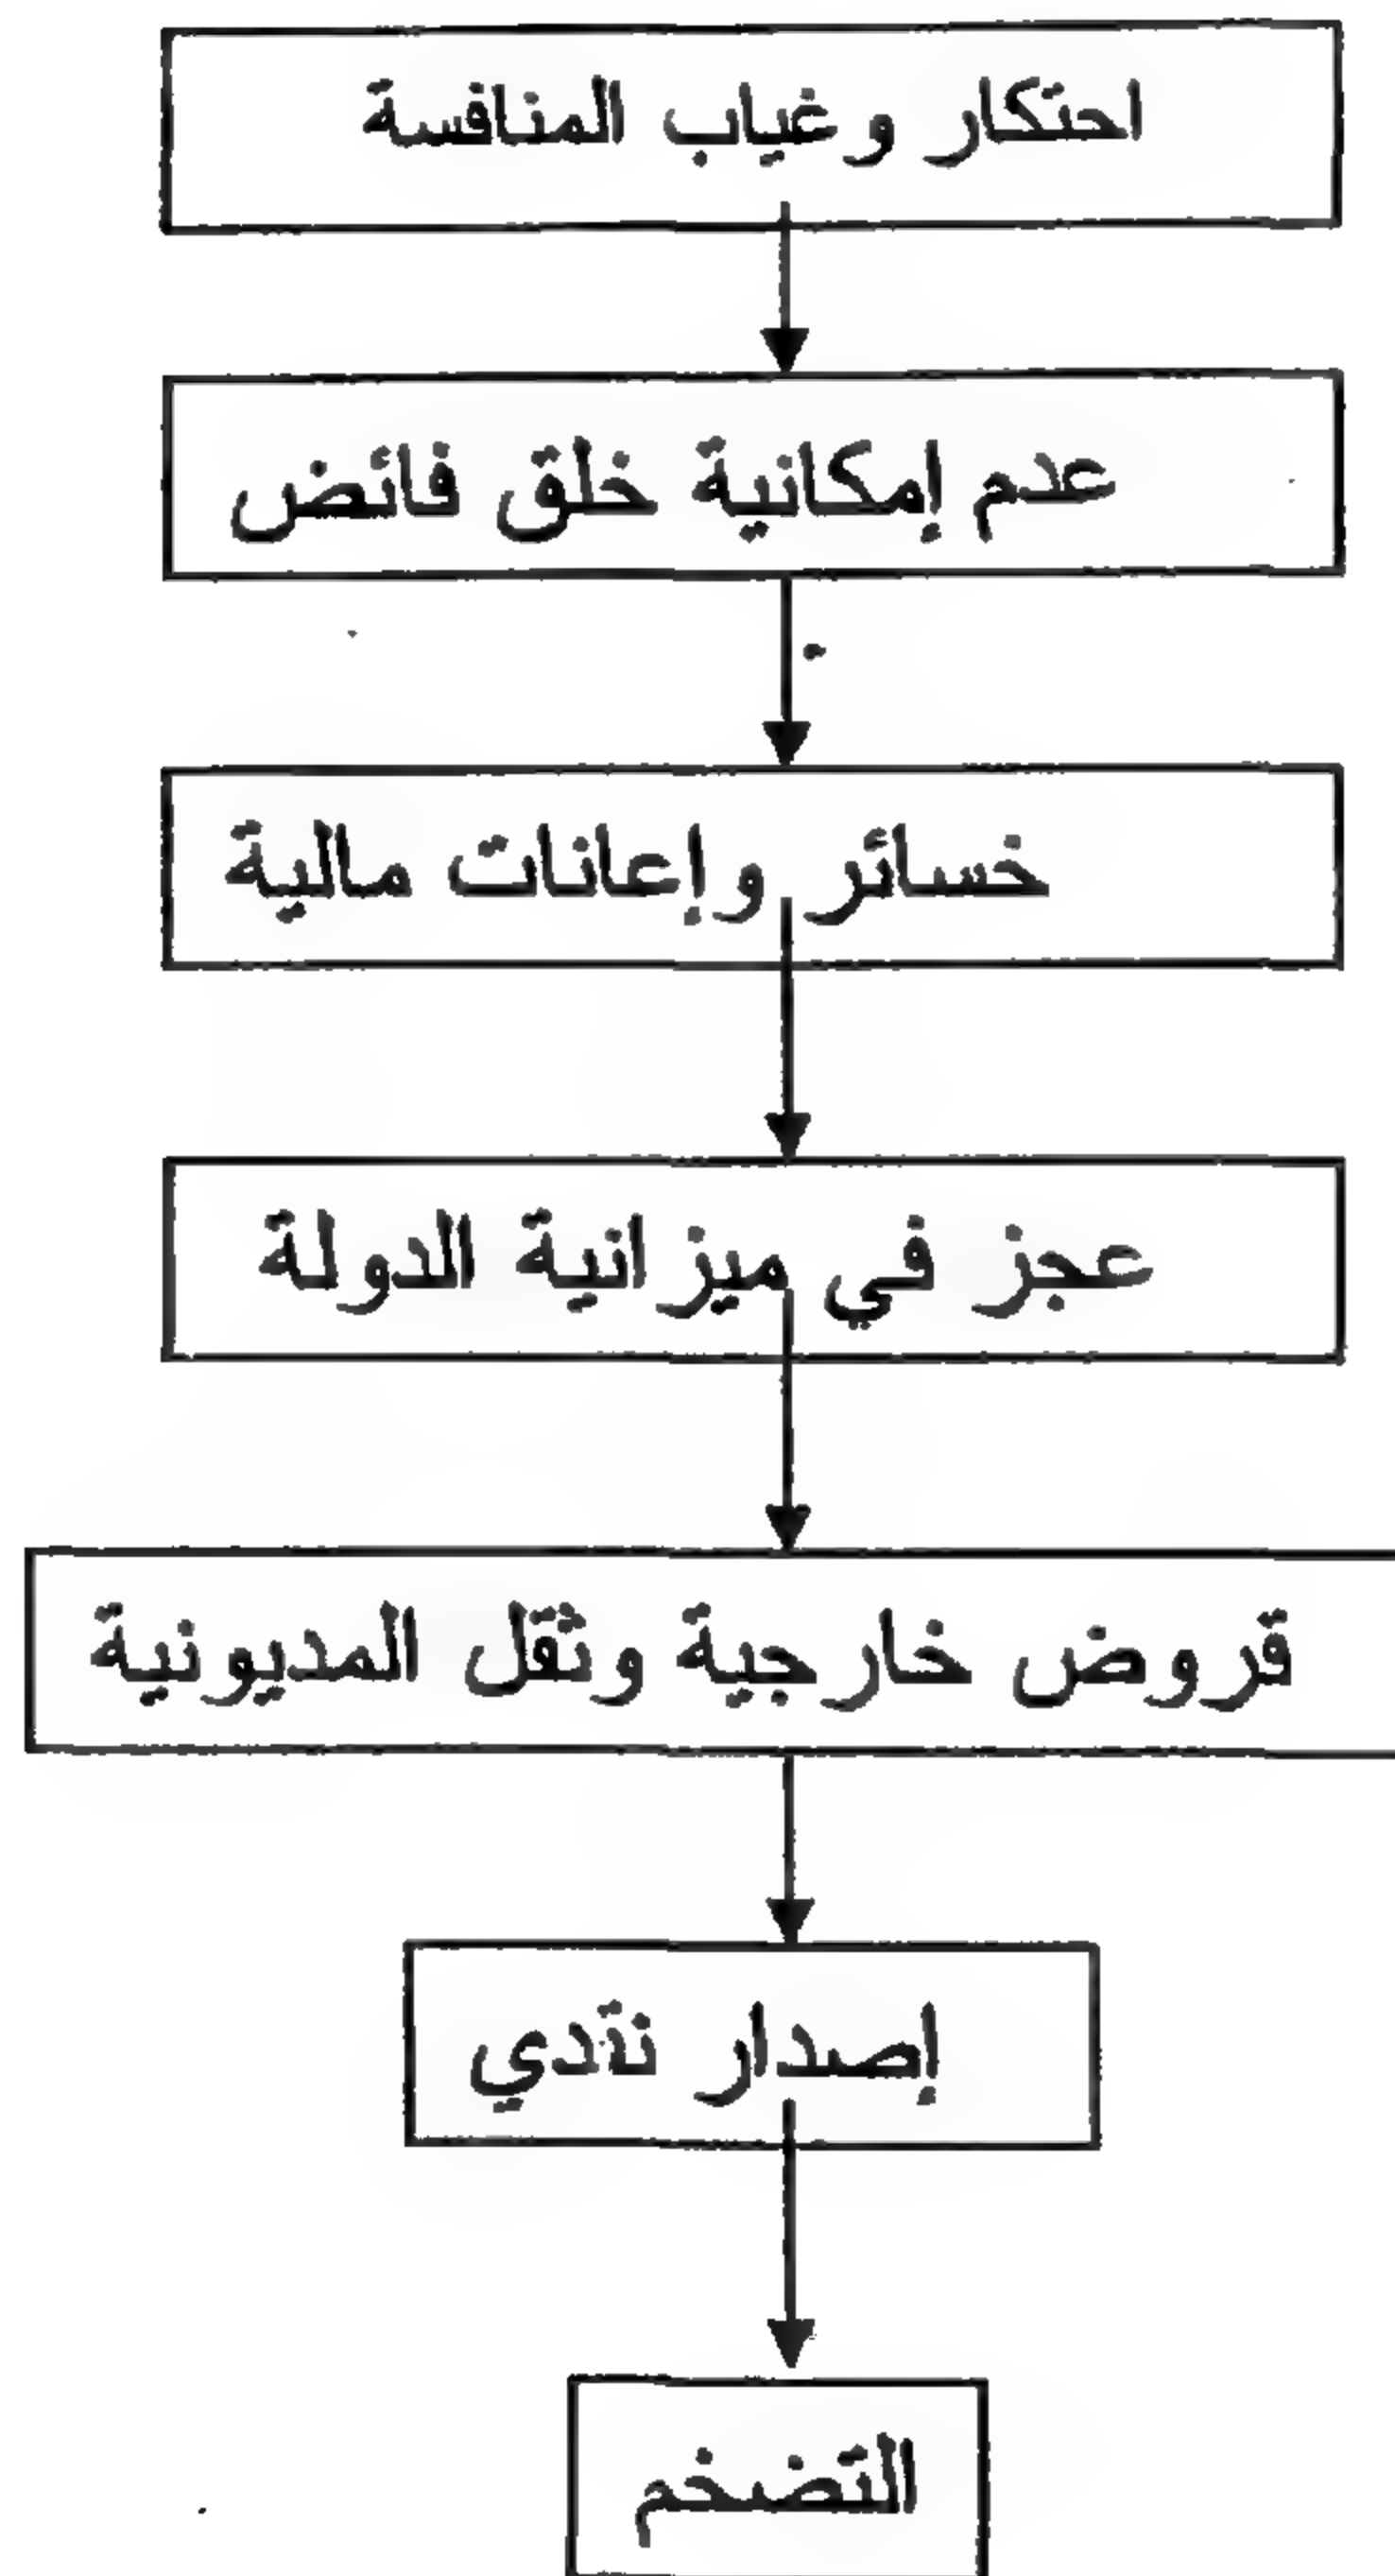 احتكار وغياب المنافسة
عدم إمكانية خلق فائض
خسائر وإعانات مالية
عجز في ميزانية الدولة
قروض خارجية وثقل المديونية
إصدار نقدي
التضخم